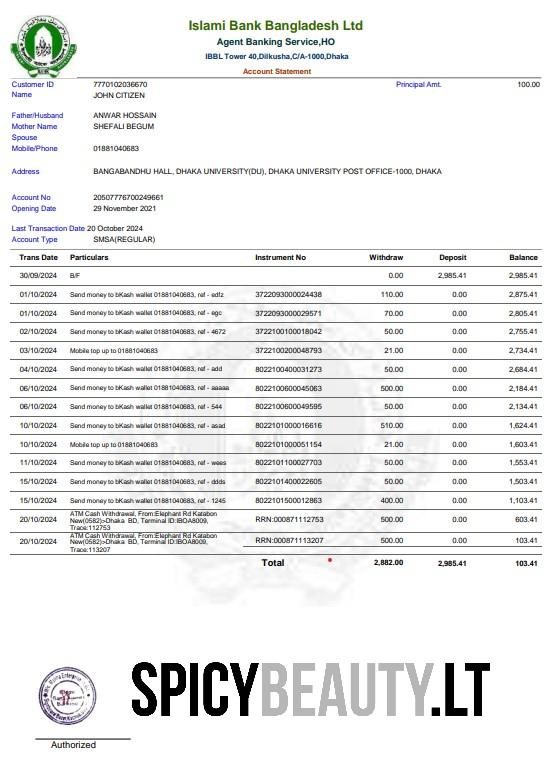 Islami Bank Bangladesh Ltd
Agent Banking Service,HO
IBBL Tower 40,Dilkusha,C/A-1000,Dhaka
Account Statement
Customer ID 7770102036670 Principal Amt. 100.00
Name JOHN CITIZEN
Father/Husband ANWAR HOSSAIN
Mother Name SHEFALI BEGUM
Spouse
Mobile/Phone 01881040683
Address BANGABANDHU HALL, DHAKA UNIVERSITY(DU), DHAKA UNIVERSITY POST OFFICE-1000, DHAKA
Account No 20507776700249661
Opening Date 29 November 2021
Last Transaction Date 20 October 2024
Account Type SMSA(REGULAR)
Trans Date Particulars Instrument No Withdraw Deposit Balance
30/09/2024 B/F 0.00 2,985.41 2,985.41
01/10/2024 Send money to bKash wallet 01881040683, ref - edfz 3722093000024438 110.00 0.00 2,875.41
01/10/2024 Send money to bKash wallet 01881040683, ref - egc 3722093000029571 70.00 0.00 2,805.41
02/10/2024 Send money to bKash wallet 01881040683, ref - 4672 3722100100018042 50.00 0.00 2,755.41
03/10/2024 Mobile top up to 01881040683 3722100200048793 21.00 0.00 2,734.41
04/10/2024 Send money to bKash wallet 01881040683, ref - add 8022100400031273 50.00 0.00 2,684.41
06/10/2024 Send money to bKash wallet 01881040683, ref - aaaaa 8022100600045063 500.00 0.00 2,184.41
06/10/2024 Send money to bKash wallet 01881040683, ref - 544 8022100600049595 50.00 0.00 2,134.41
10/10/2024 Send money to bKash wallet 01881040683, ref - asad 8022101000016616 510.00 0.00 1,624.41
10/10/2024 Mobile top up to 01881040683 8022101000051154 21.00 0.00 1,603.41
11/10/2024 Send money to bKash wallet 01881040683, ref - wees 8022101100027703 50.00 0.00 1,553.41
15/10/2024 Send money to bKash wallet 01881040683, ref - ddds 8022101400022605 50.00 0.00 1,503.41
15/10/2024 Send money to bKash wallet 01881040683, ref - 1245 8022101500012863 400.00 0.00 1,103.41
ATM Cash Withdrawal, From:Elephant Rd Katabon
20/10/2024 New(0582)>Dhaka BD, Terminal ID:IBOA8009, RRN:000871112753 500.00 0.00 603.41
Trace:112753
ATM Cash Withdrawal, From:Elephant Rd Katabon
20/10/2024 New(0582)>Dhaka BD, Terminal ID:IBOA8009, RRN:000871113207 500.00 0.00 103.41
Trace:113207
Total 2,882.00 2,985.41 103.41
SPICYBEAUTY.LT
Authorized